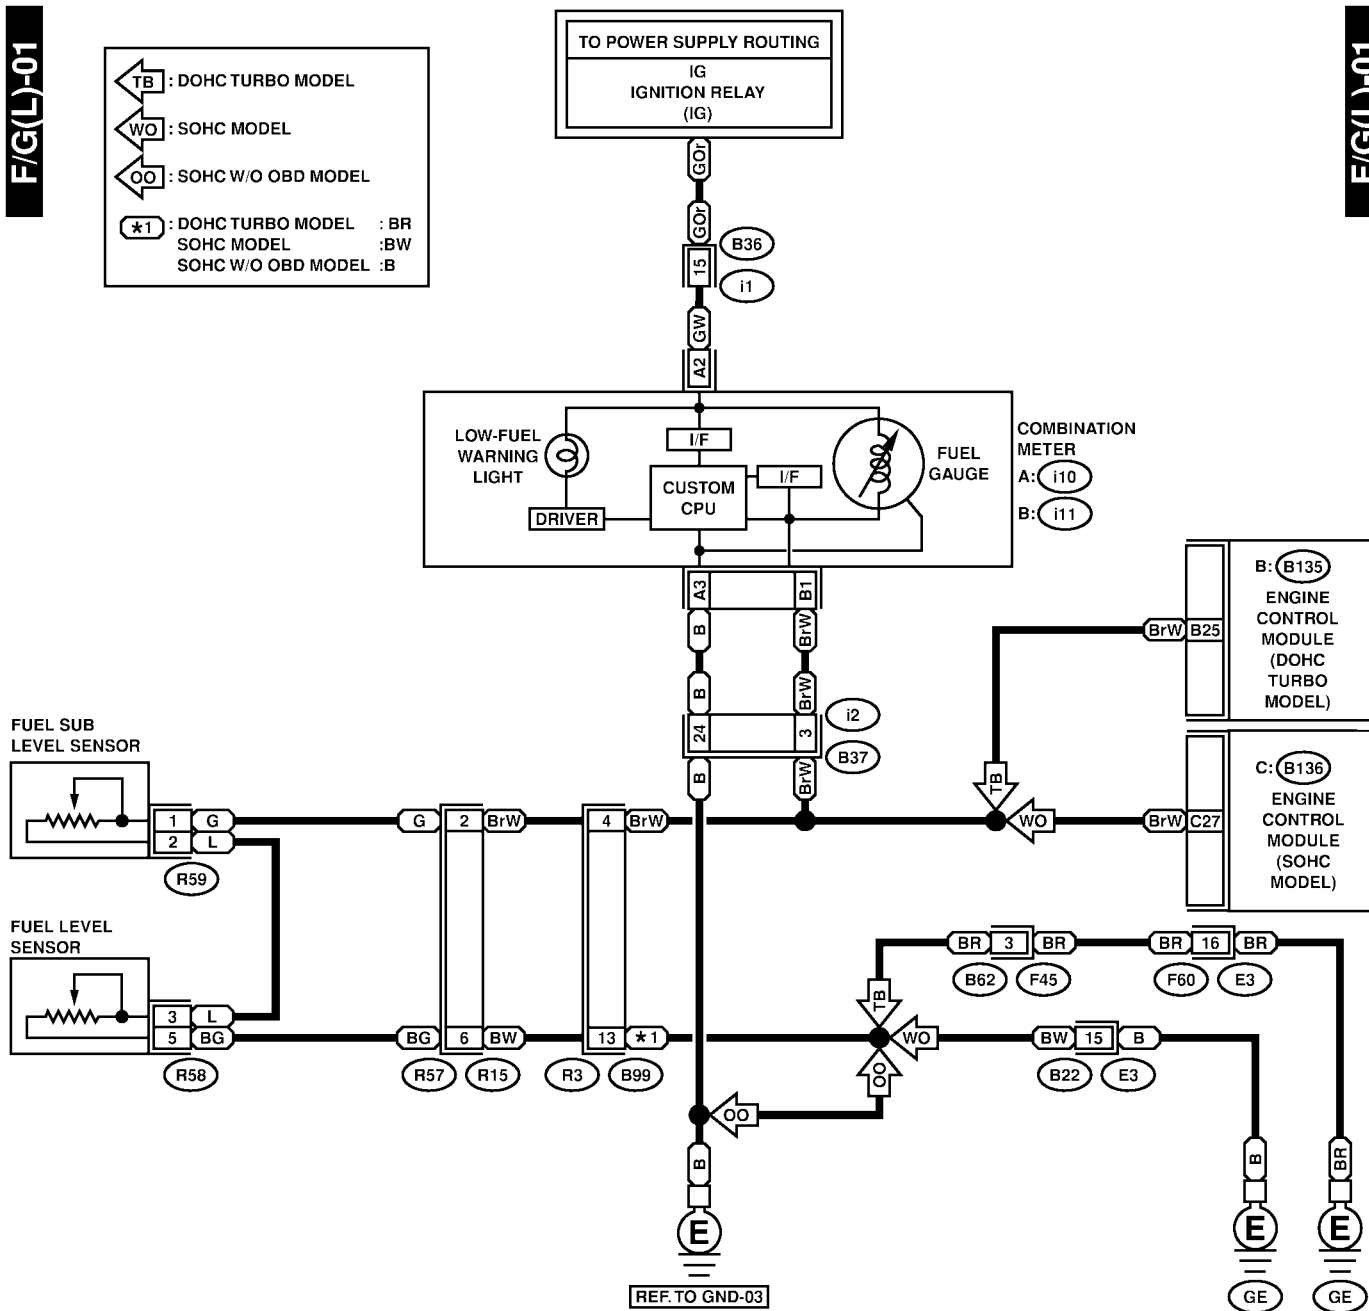 F/G(L)-01
F/G(L)-01
TB : DOHC TURBO MODEL
WO : SOHC MODEL
OO : SOHC W/O OBD MODEL
*1 : DOHC TURBO MODEL : BR
SOHC MODEL :BW
SOHC W/O OBD MODEL :B
TO POWER SUPPLY ROUTING
IG
IGNITION RELAY
(IG)
GOr
GOr
15
B36
i1
GW
A2
LOW-FUEL
WARNING
LIGHT
I/F
I/F
CUSTOM
CPU
DRIVER
FUEL
GAUGE
COMBINATION
METER
A: i10
B: i11
A3
B1
B
BrW
B
BrW
24
3
i2
B37
B
BrW
B: B135
ENGINE
CONTROL
MODULE
(DOHC
TURBO
MODEL)
BrW B25
TB
C: B136
ENGINE
CONTROL
MODULE
(SOHC
MODEL)
WO
BrW C27
FUEL SUB
LEVEL SENSOR
1 G
2 L
R59
G 2 BrW
4 BrW
FUEL LEVEL
SENSOR
3 L
5 BG
R58
BG 6 BW
13 *1
R57
R15
R3
B99
BR 3 BR
BR 16 BR
B62
F45
F60
E3
TB
WO
BW 15 B
B22
E3
OO
OO
B
B
BR
E
E
E
REF. TO GND-03
GE
GE